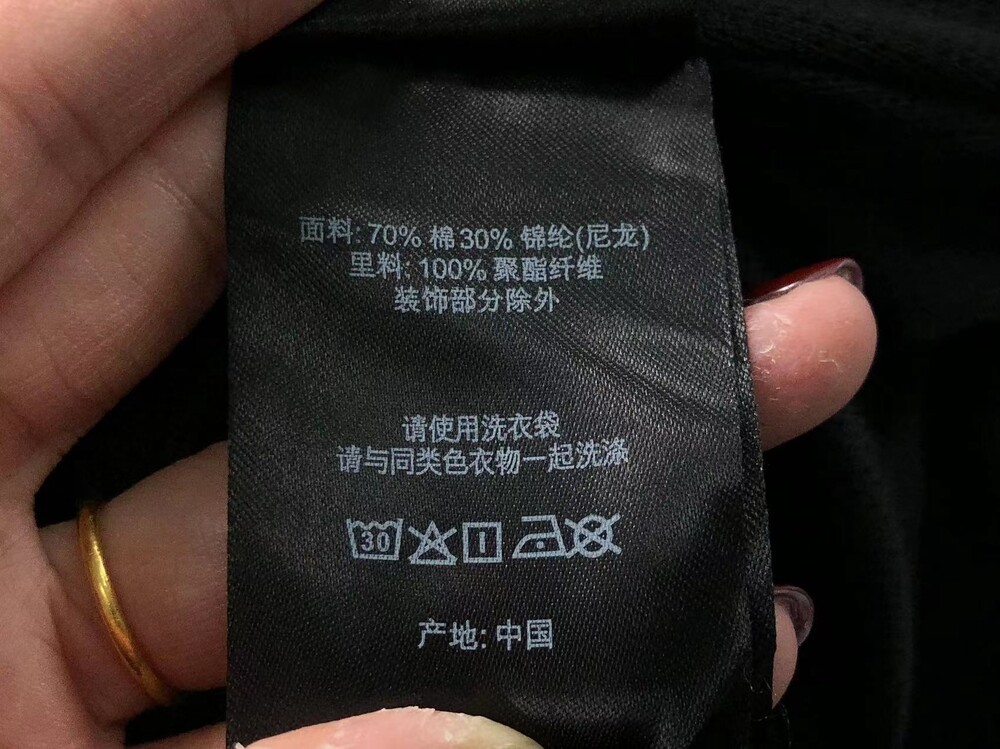 面料: 70% 棉 30% 锦纶(尼龙)
里料: 100% 聚酯纤维
装饰部分除外
请使用洗衣袋
请与同类色衣物一起洗涤
30
产地: 中国